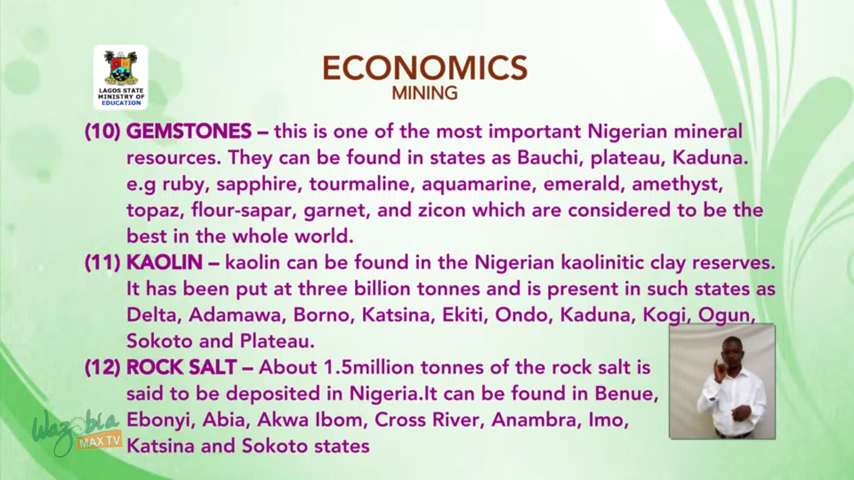 LAGOS STATE
MINISTRY OF
EDUCATION
ECONOMICS
MINING
(10) GEMSTONES – this is one of the most important Nigerian mineral
resources. They can be found in states as Bauchi, plateau, Kaduna.
e.g ruby, sapphire, tourmaline, aquamarine, emerald, amethyst,
topaz, flour-sapar, garnet, and zicon which are considered to be the
best in the whole world.
(11) KAOLIN – kaolin can be found in the Nigerian kaolinitic clay reserves.
It has been put at three billion tonnes and is present in such states as
Delta, Adamawa, Borno, Katsina, Ekiti, Ondo, Kaduna, Kogi, Ogun,
Sokoto and Plateau.
(12) ROCK SALT – About 1.5million tonnes of the rock salt is
said to be deposited in Nigeria.It can be found in Benue,
Ebonyi, Abia, Akwa Ibom, Cross River, Anambra, Imo,
Katsina and Sokoto states
Wazobia
MAX TV